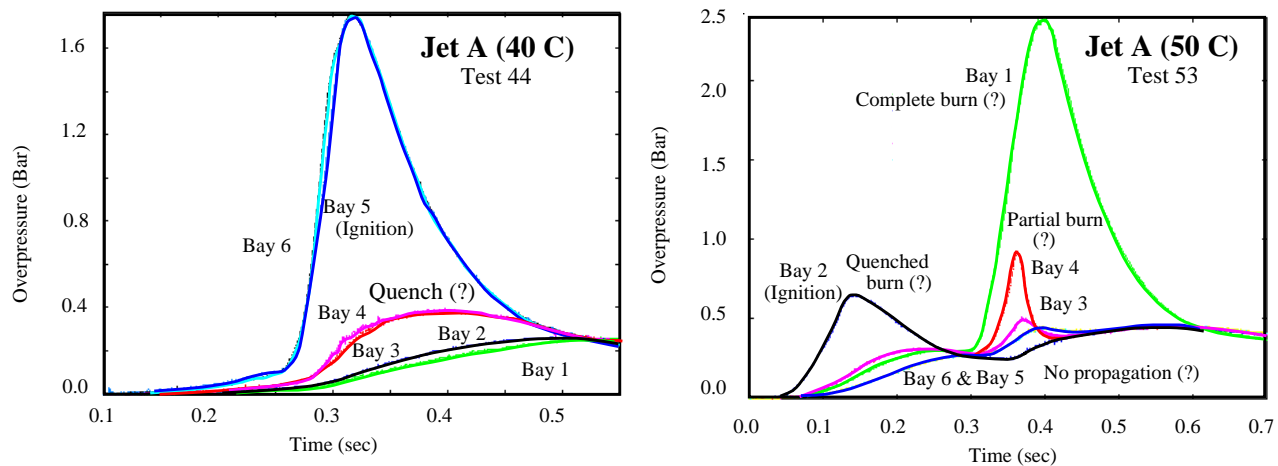 Jet A (40 C)
Test 44
Overpressure (Bar)
1.6
1.2
0.8
0.4
0.0
0.1
0.2
0.3
0.4
0.5
Time (sec)
Bay 5
(Ignition)
Bay 6
Quench (?)
Bay 4
Bay 3
Bay 2
Bay 1
Jet A (50 C)
Test 53
Overpressure (Bar)
2.5
2.0
1.5
1.0
0.5
0.0
0.0
0.1
0.2
0.3
0.4
0.5
0.6
0.7
Time (sec)
Bay 1
Complete burn (?)
Partial burn
(?)
Bay 4
Bay 3
Bay 2
(Ignition)
Quenched
burn (?)
Bay 6 & Bay 5
No propagation (?)